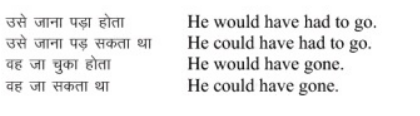 उसे जाना पड़ा होता He would have had to go.
उसे जाना पड़ सकता था He could have had to go.
वह जा चुका होता He would have gone.
वह जा सकता था He could have gone.